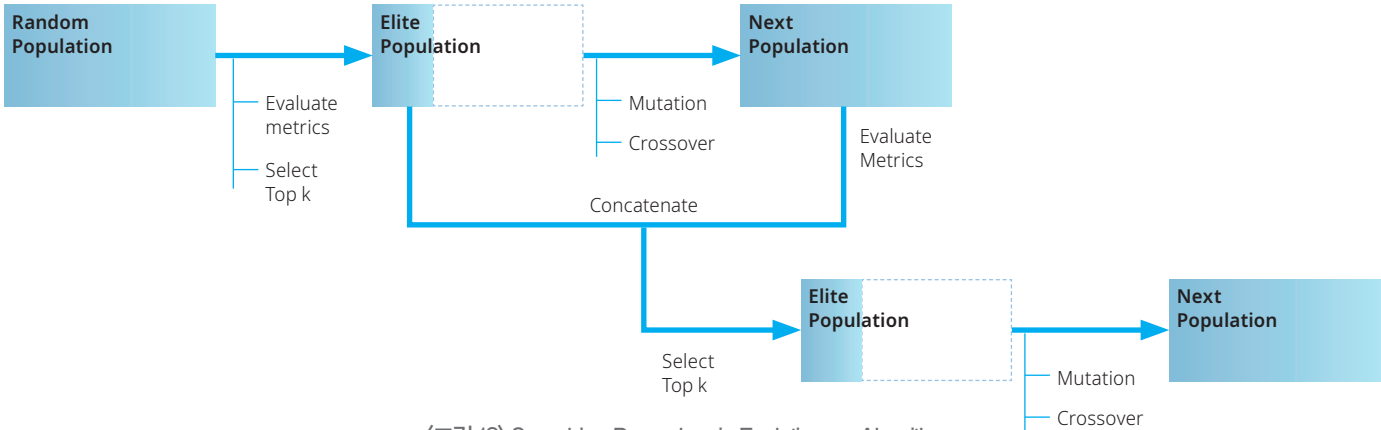 Random
Population
Elite
Population
Next
Population
Evaluate
metrics
Select
Top k
Mutation
Crossover
Evaluate
Metrics
Concatenate
Elite
Population
Next
Population
Select
Top k
Mutation
Crossover